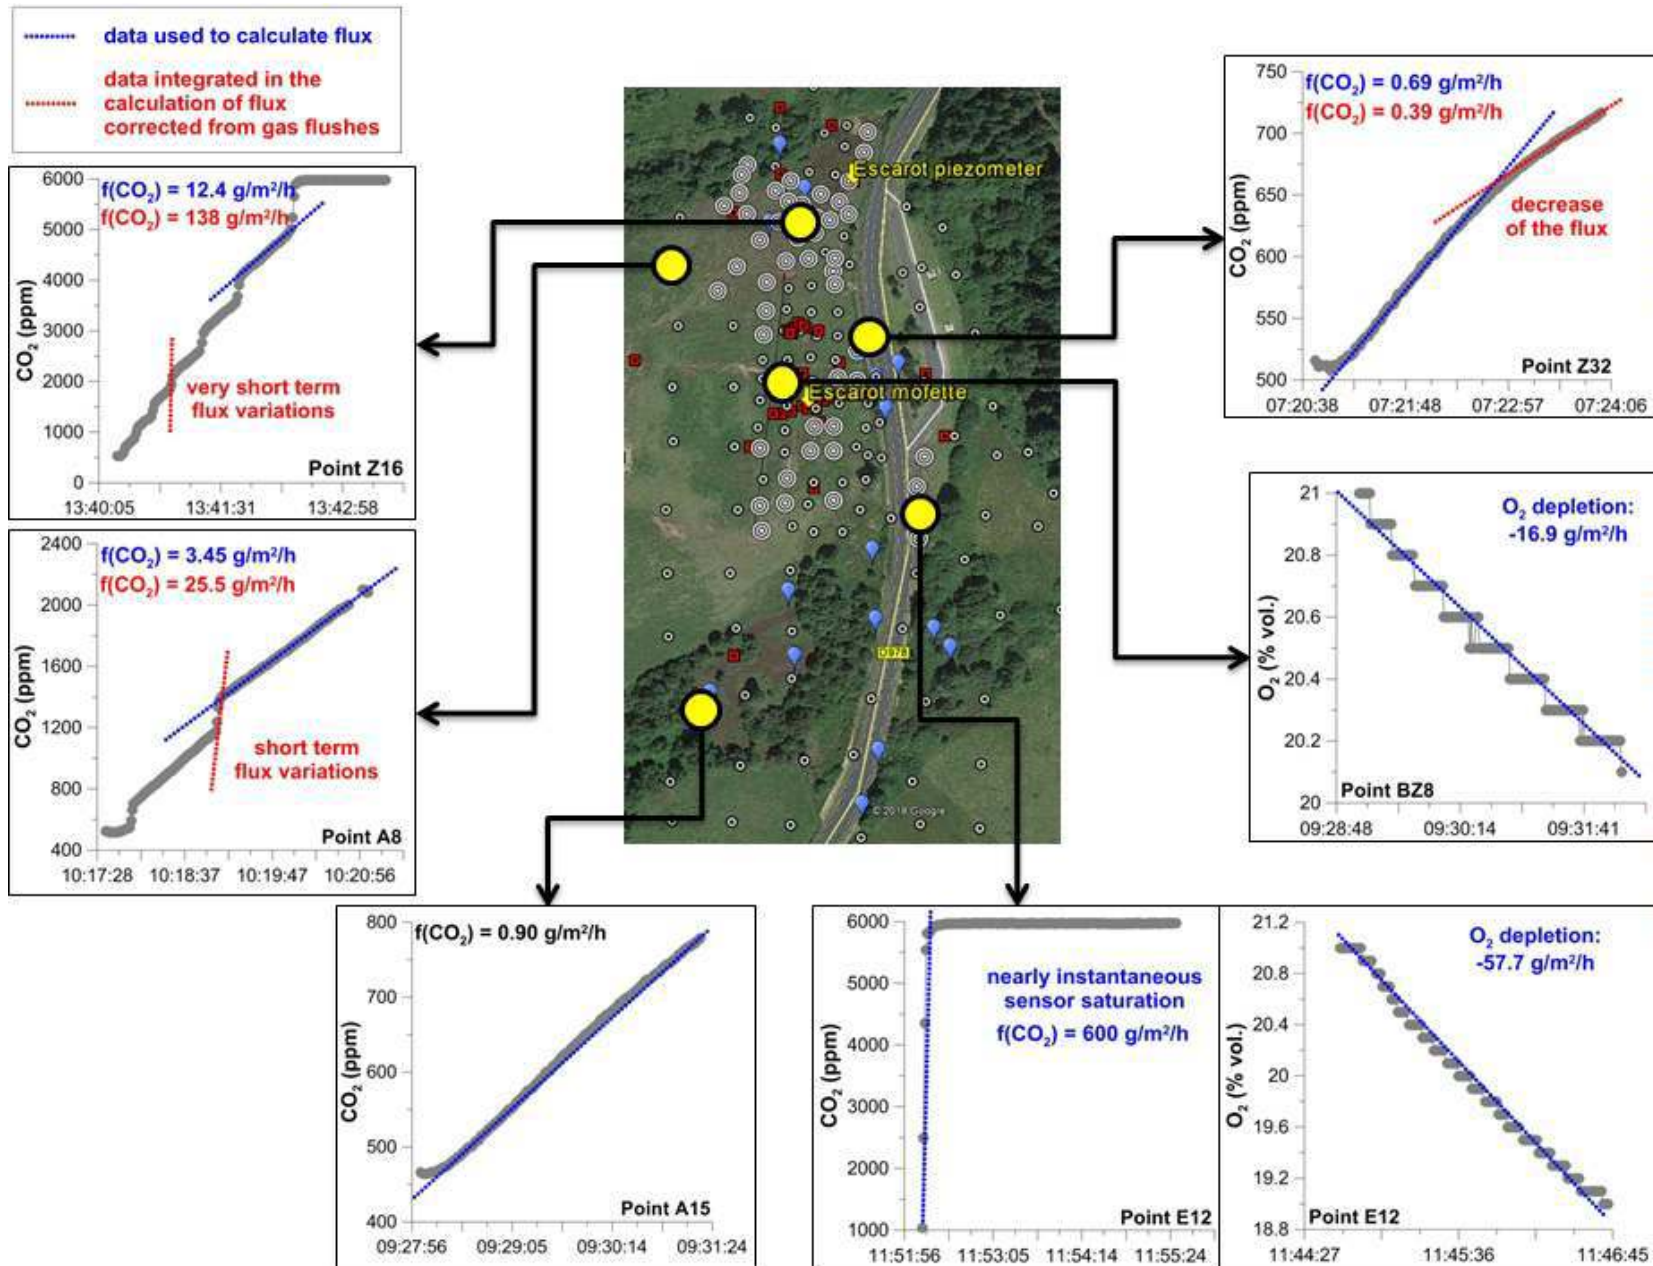 data used to calculate flux
data integrated in the
calculation of flux
corrected from gas flushes
6000
5000
4000
3000
2000
1000
0
CO₂ (ppm)
f(CO₂) = 12.4 g/m²/h
f(CO₂) = 138 g/m²/h
very short term
flux variations
Point Z16
13:40:05 13:41:31 13:42:58
2400
2000
1600
1200
800
400
CO₂ (ppm)
f(CO₂) = 3.45 g/m²/h
f(CO₂) = 25.5 g/m²/h
short term
flux variations
Point A8
10:17:28 10:18:37 10:19:47 10:20:56
Escarot piezometer
Escarot mofette
D978
© 2018 Google
750
700
650
600
550
500
CO₂ (ppm)
f(CO₂) = 0.69 g/m²/h
f(CO₂) = 0.39 g/m²/h
decrease
of the flux
Point Z32
07:20:38 07:21:48 07:22:57 07:24:06
21
20.8
20.6
20.4
20.2
20
O₂ (% vol.)
O₂ depletion:
-16.9 g/m²/h
Point BZ8
09:28:48 09:30:14 09:31:41
800
700
600
500
400
CO₂ (ppm)
f(CO₂) = 0.90 g/m²/h
Point A15
09:27:56 09:29:05 09:30:14 09:31:24
6000
5000
4000
3000
2000
1000
CO₂ (ppm)
nearly instantaneous
sensor saturation
f(CO₂) = 600 g/m²/h
Point E12
11:51:56 11:53:05 11:54:14 11:55:24
21.2
20.8
20.4
20
19.6
19.2
18.8
O₂ (% vol.)
O₂ depletion:
-57.7 g/m²/h
Point E12
11:44:27 11:45:36 11:46:45